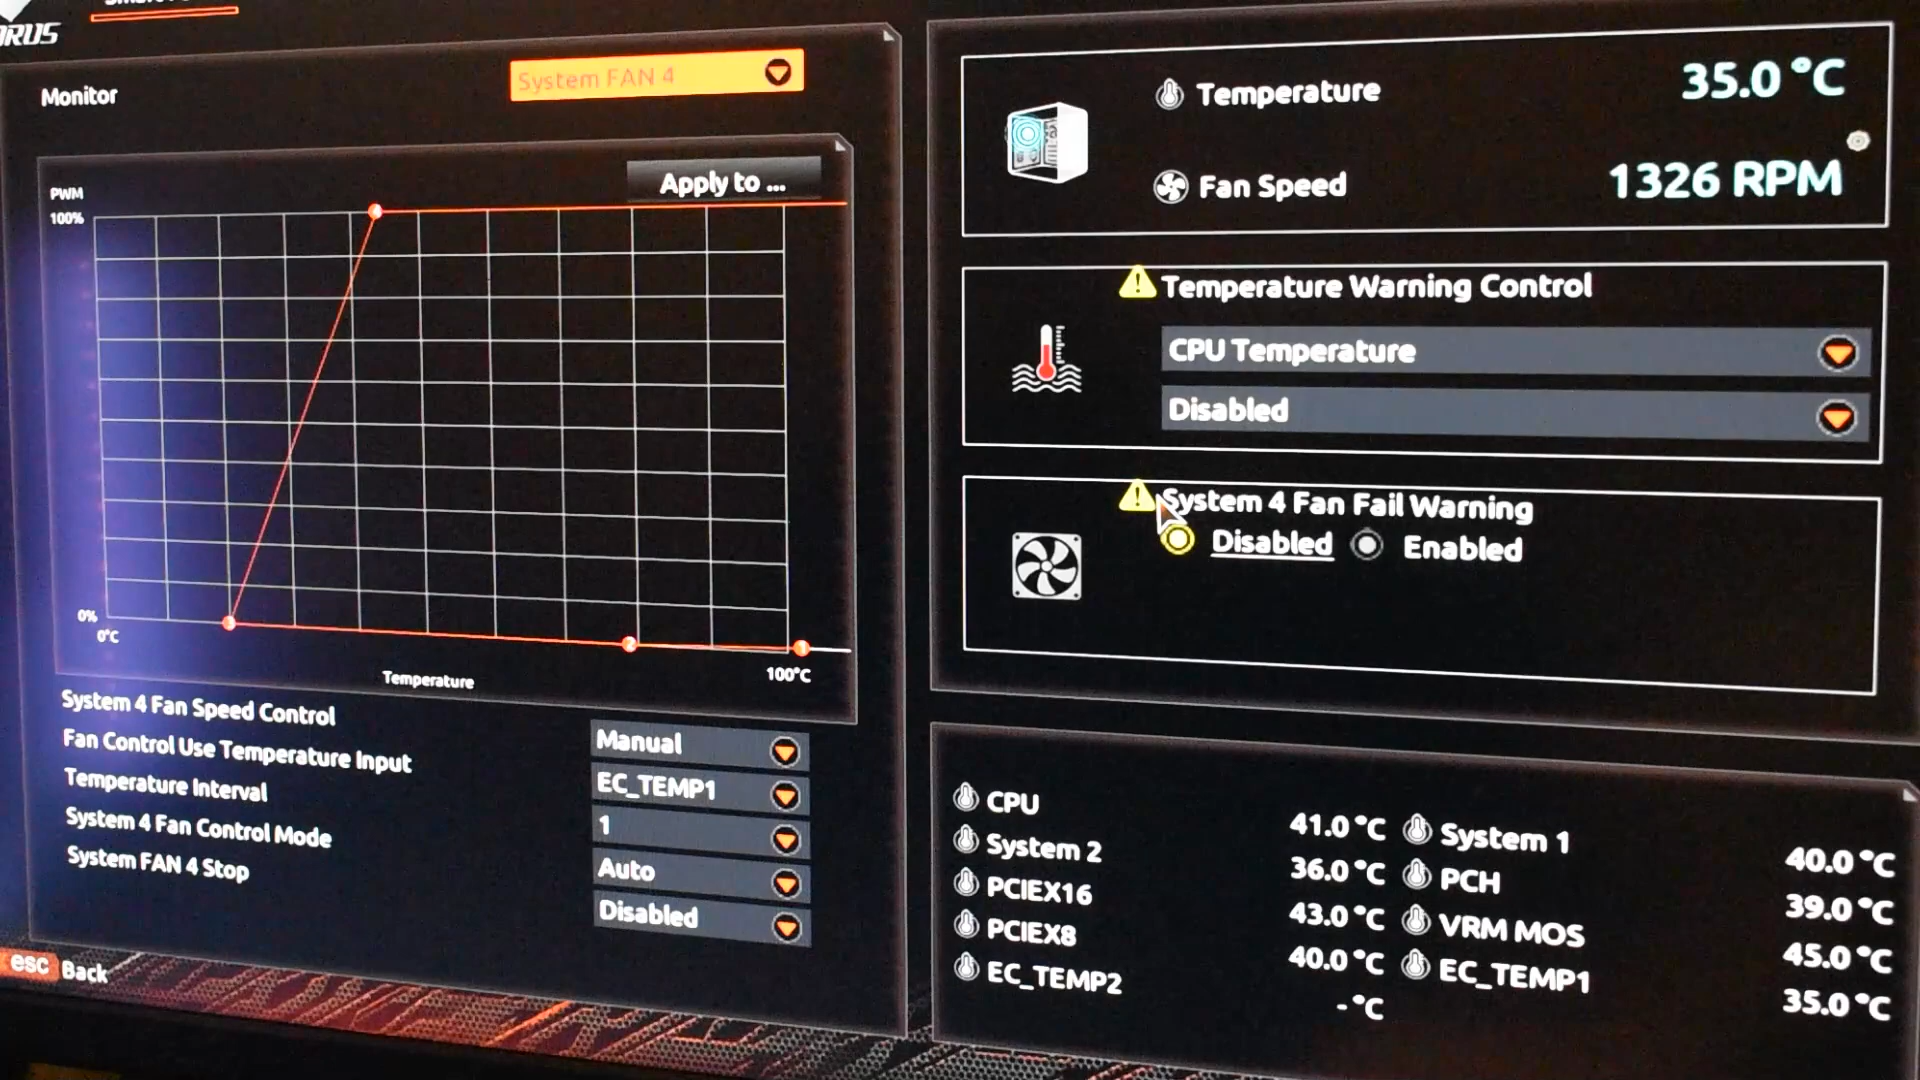 Monitor
System FAN 4
Apply to ...
PWM
100%
4
0%
3
2
1
0°C
100°C
Temperature
System 4 Fan Speed Control
Manual
Fan Control Use Temperature Input
EC_TEMP1
Temperature Interval
1
System 4 Fan Control Mode
Auto
System FAN 4 Stop
Disabled
esc Back
Temperature
35.0 °C
Fan Speed
1326 RPM
Temperature Warning Control
CPU Temperature
Disabled
System 4 Fan Fail Warning
Disabled Enabled
CPU 41.0 °C
System 1 40.0 °C
System 2 36.0 °C
PCH 39.0 °C
PCIEX16 43.0 °C
VRM MOS 45.0 °C
PCIEX8 40.0 °C
EC_TEMP1 35.0 °C
EC_TEMP2 - °C